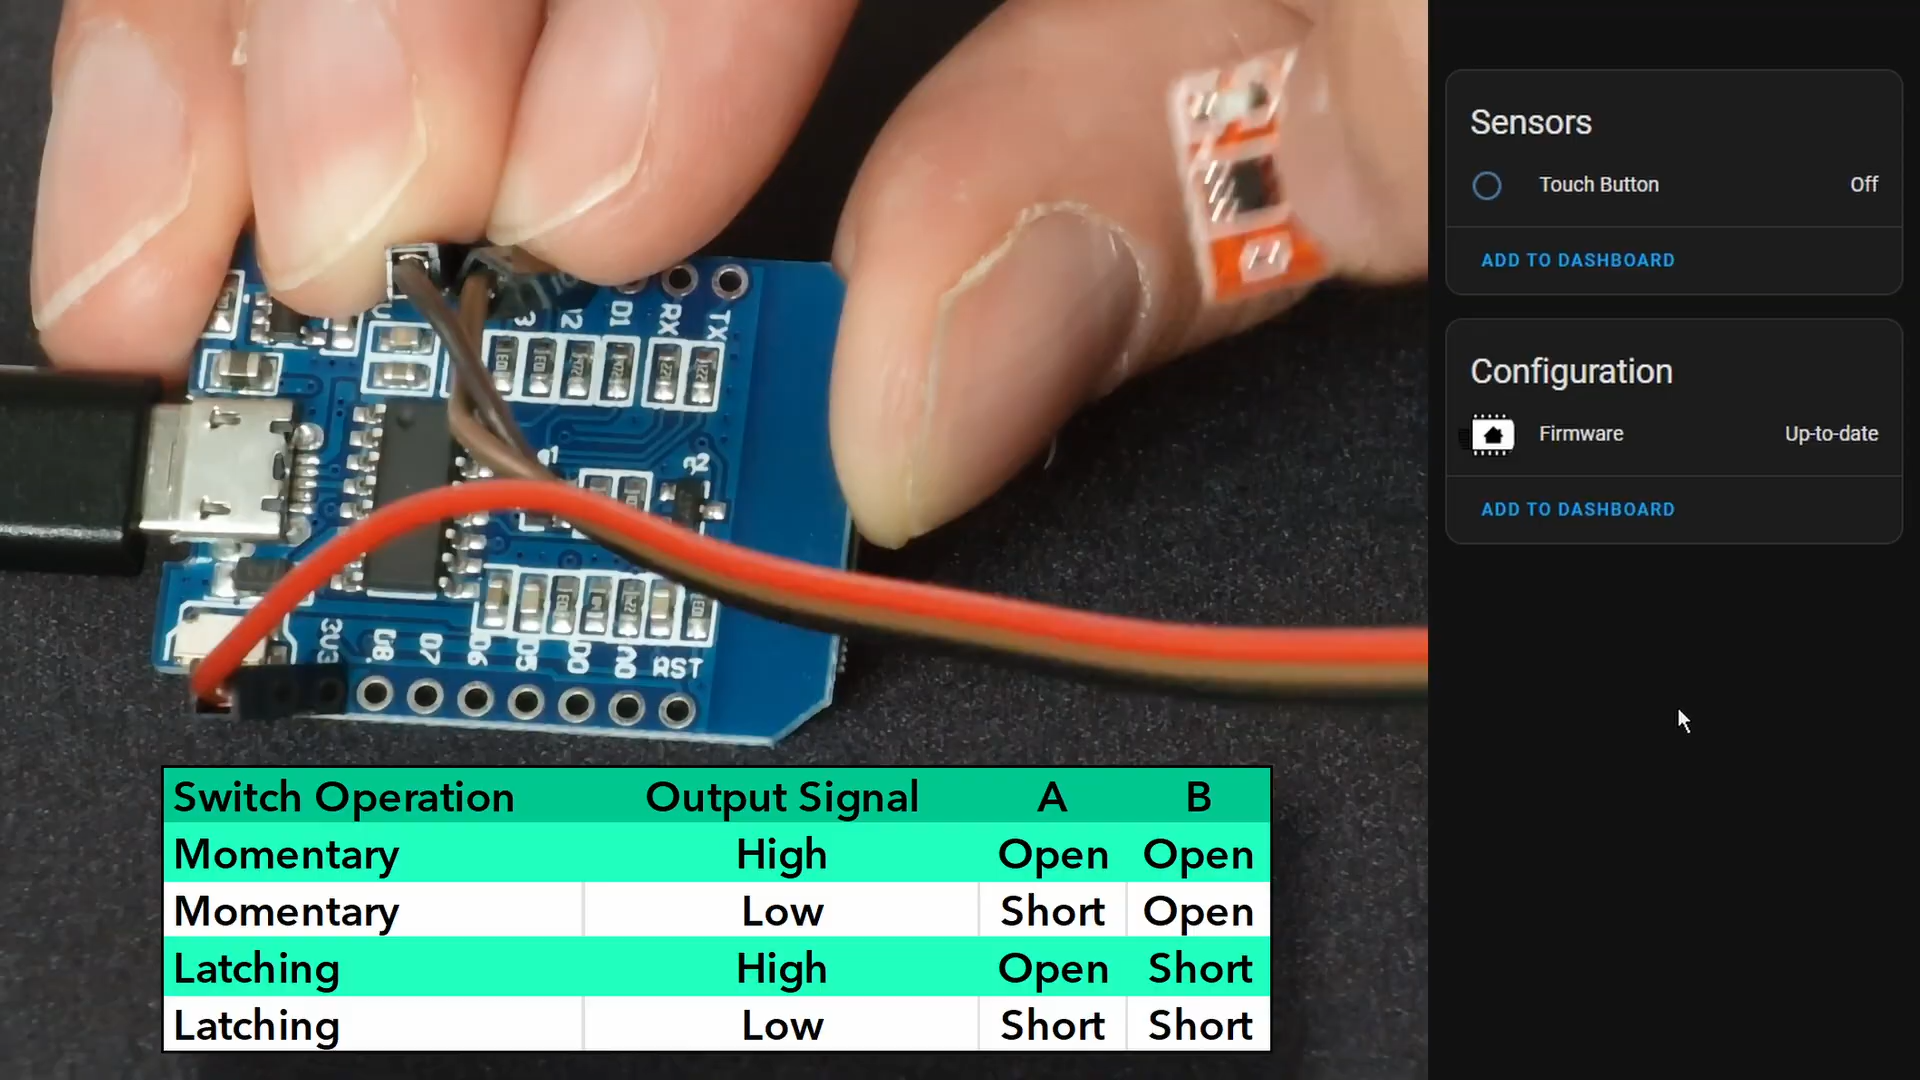 Sensors
Touch Button Off
ADD TO DASHBOARD
Configuration
Firmware Up-to-date
ADD TO DASHBOARD
D1 RX TX
3V3 D8 D7 D6 D5 D0 A0 RST
Switch Operation Output Signal A B
Momentary High Open Open
Momentary Low Short Open
Latching High Open Short
Latching Low Short Short